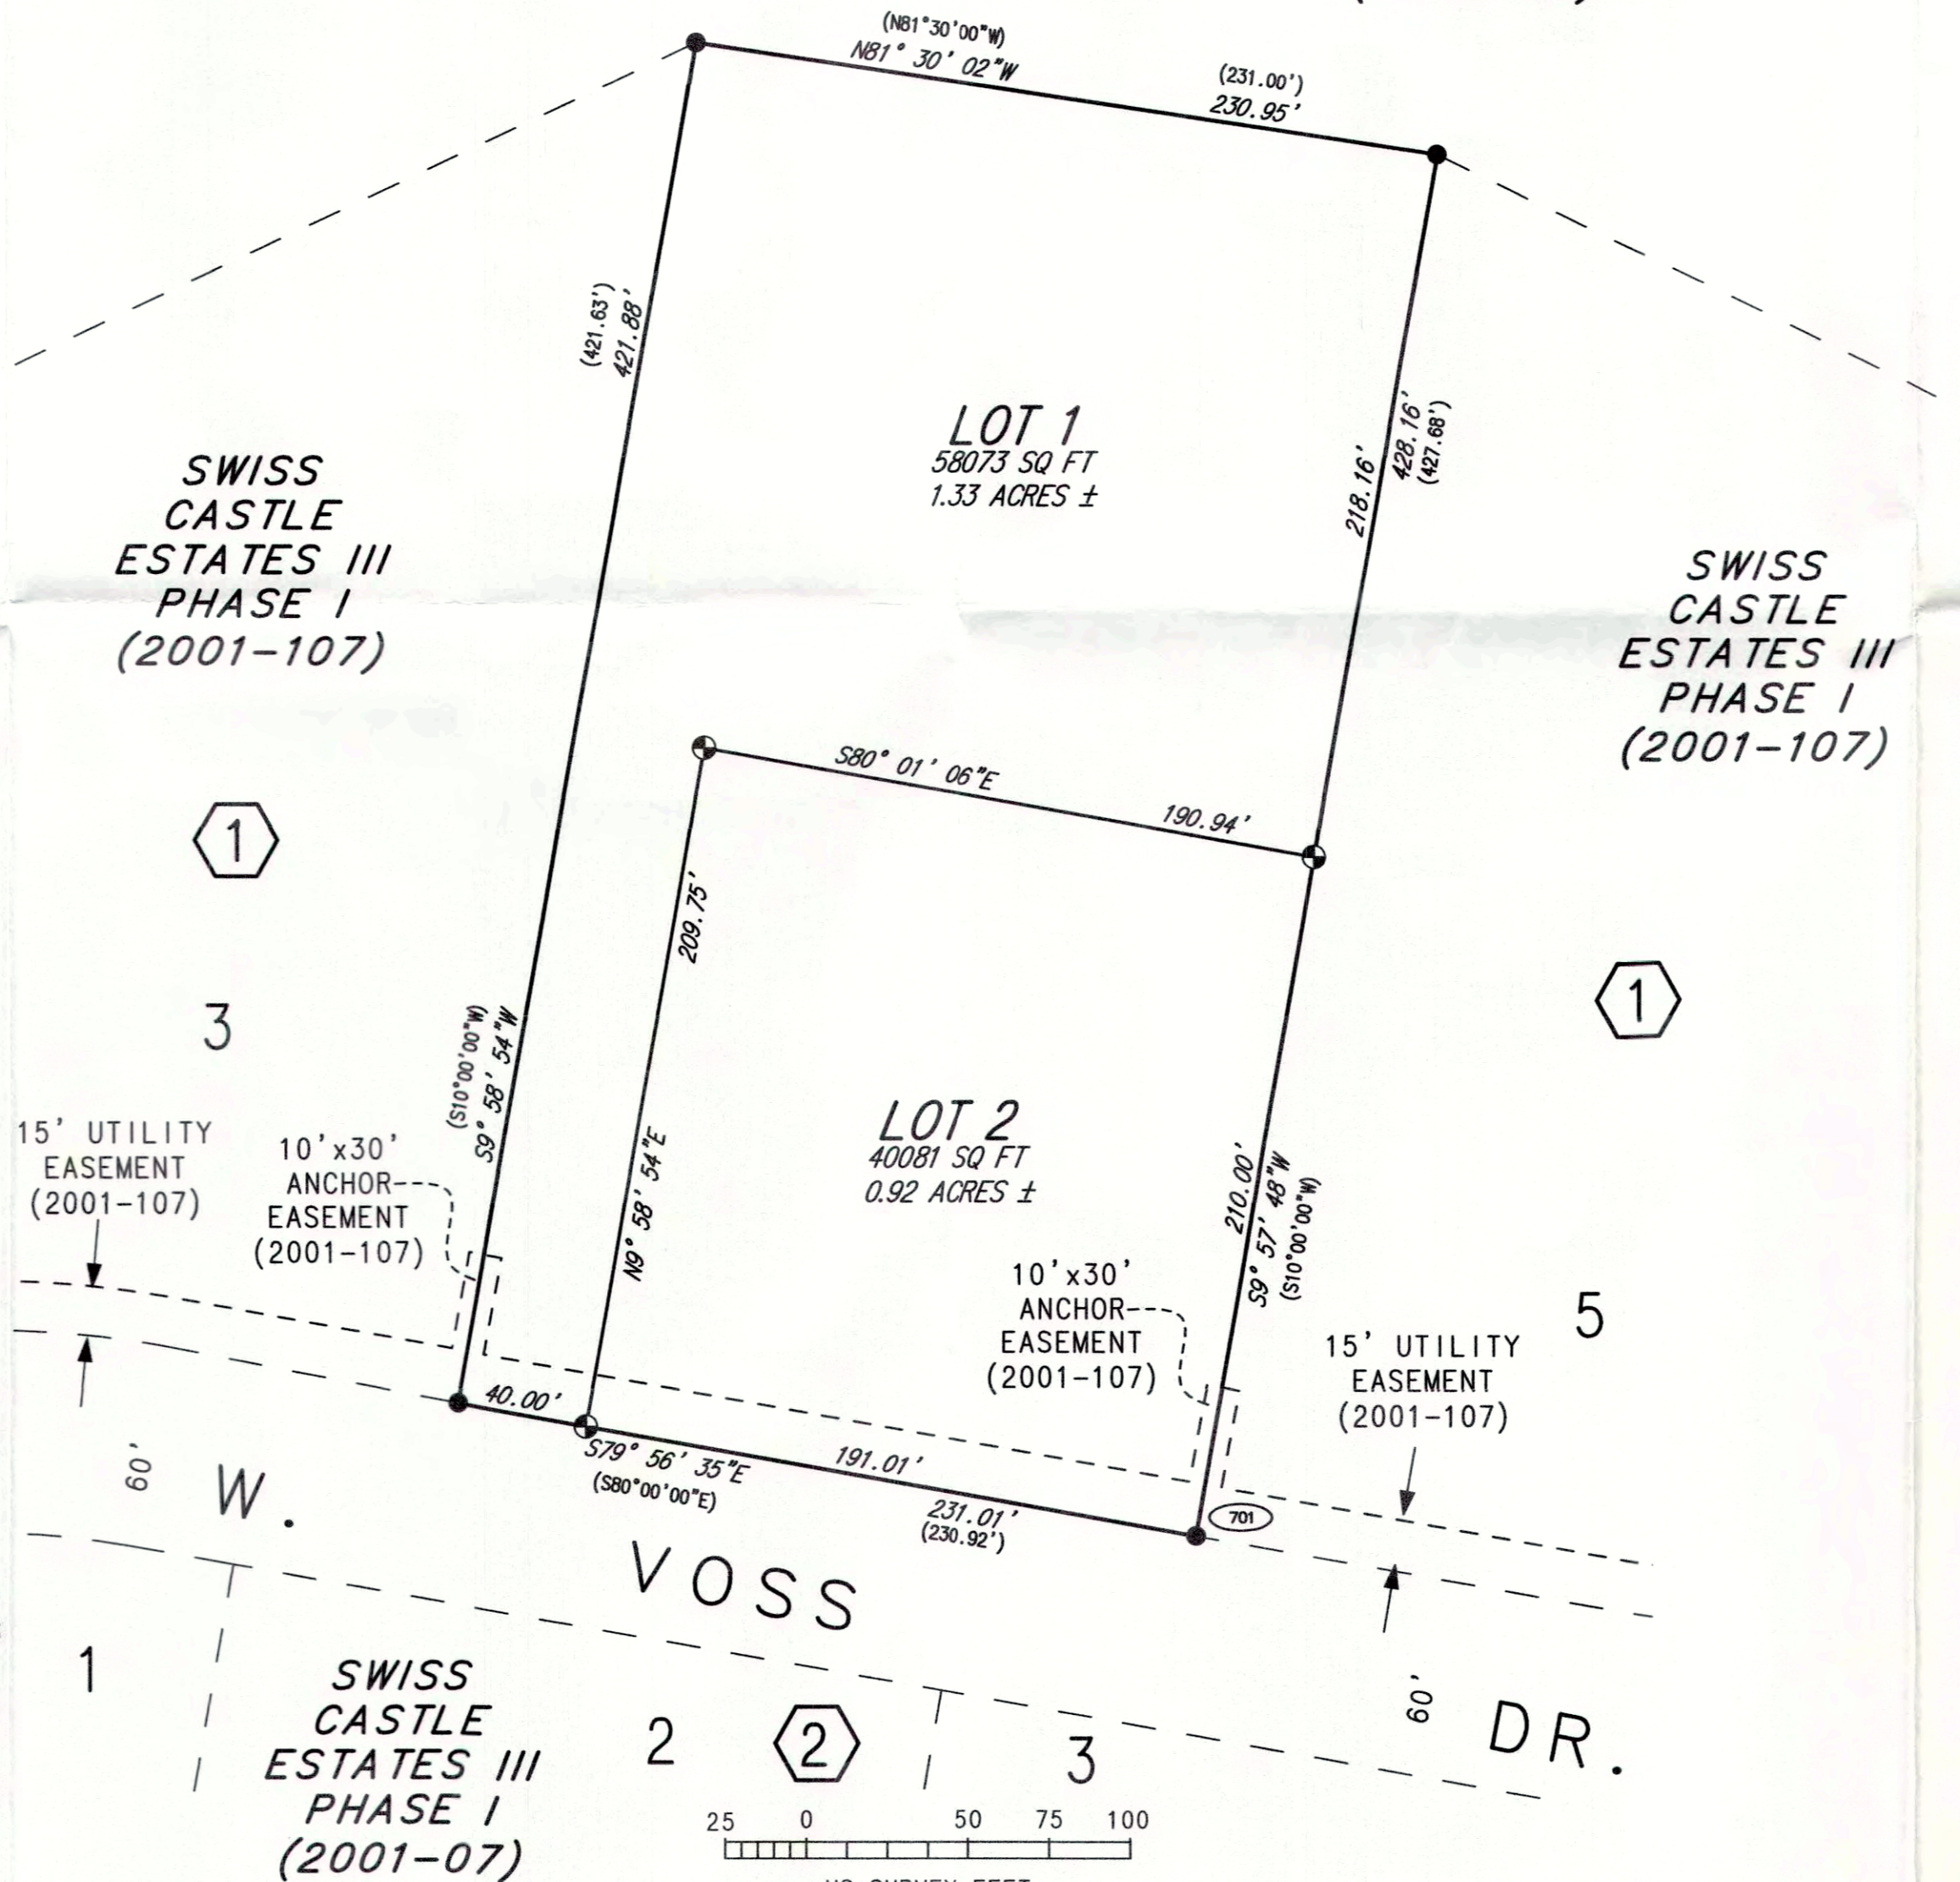 (N81°30'00"W)
N81° 30' 02"W
(231.00')
230.95'
(421.63')
421.88'
LOT 1
58073 SQ FT
1.33 ACRES ±
218.16'
428.16'
(427.68')
SWISS
CASTLE
ESTATES III
PHASE I
(2001-107)
SWISS
CASTLE
ESTATES III
PHASE I
(2001-107)
S80° 01' 06"E
190.94'
1
209.75'
1
3
(S10°00'00"W)
S9° 58' 54"W
N9° 58' 54"E
LOT 2
40081 SQ FT
0.92 ACRES ±
210.00'
S9° 57' 48"W
(S10°00'00"W)
15' UTILITY
EASEMENT
(2001-107)
10'x30'
ANCHOR
EASEMENT
(2001-107)
10'x30'
ANCHOR
EASEMENT
(2001-107)
5
15' UTILITY
EASEMENT
(2001-107)
40.00'
S79° 56' 35"E
(S80°00'00"E)
191.01'
231.01'
(230.92')
701
60'
W.
VOSS
DR.
60'
1
SWISS
CASTLE
ESTATES III
PHASE I
(2001-07)
2
2
3
25 0 50 75 100